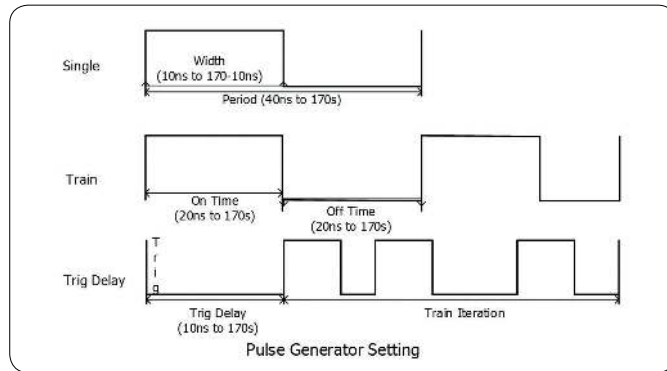 Single
Width
(10ns to 170-10ns)
Period (40ns to 170s)
Train
On Time
(20ns to 170s)
Off Time
(20ns to 170s)
Trig
Trig Delay
Trig Delay
(10ns to 170s)
Train Iteration
Pulse Generator Setting